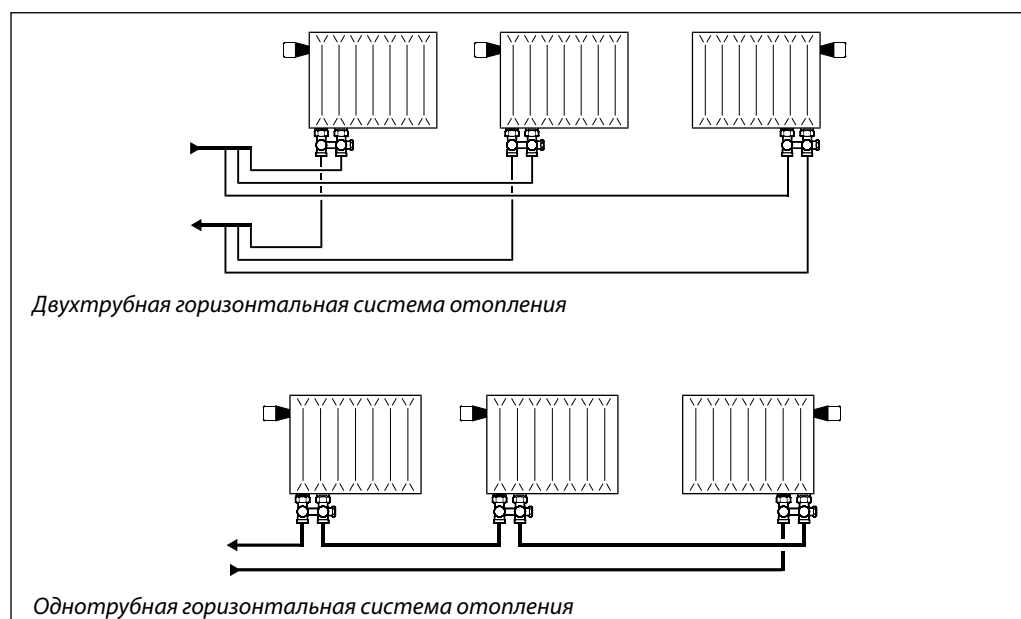 Двухтрубная горизонтальная система отопления
Однотрубная горизонтальная система отопления